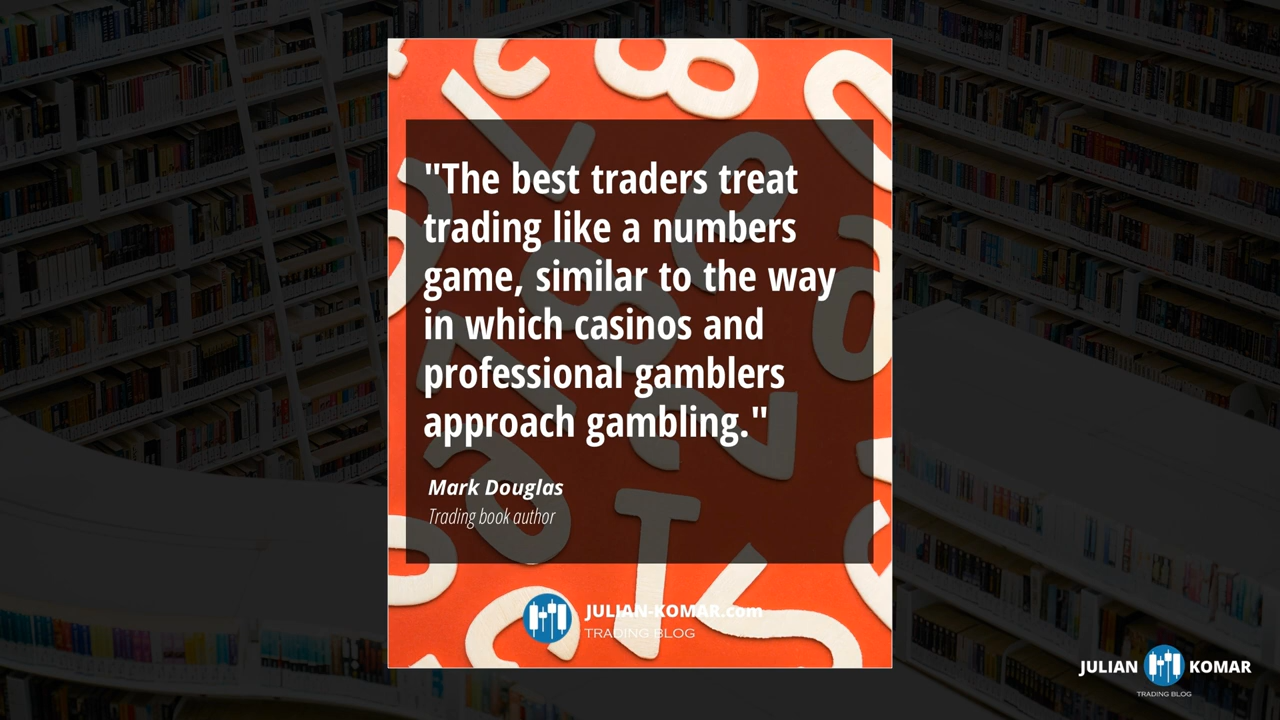 "The best traders treat
trading like a numbers
game, similar to the way
in which casinos and
professional gamblers
approach gambling."
Mark Douglas
Trading book author
JULIAN-KOMAR.com
TRADING BLOG
JULIAN KOMAR
TRADING BLOG